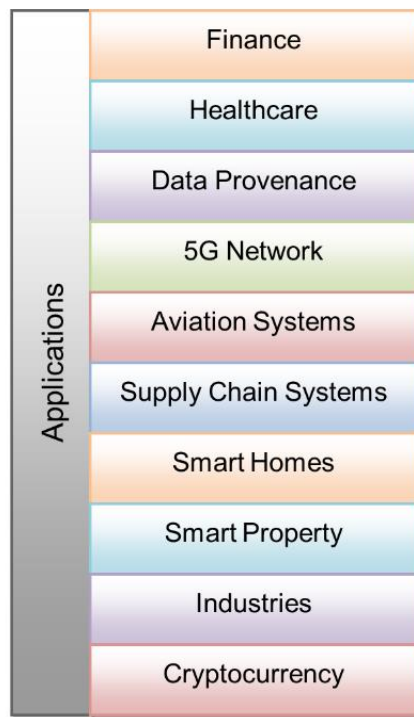 Applications
Finance
Healthcare
Data Provenance
5G Network
Aviation Systems
Supply Chain Systems
Smart Homes
Smart Property
Industries
Cryptocurrency